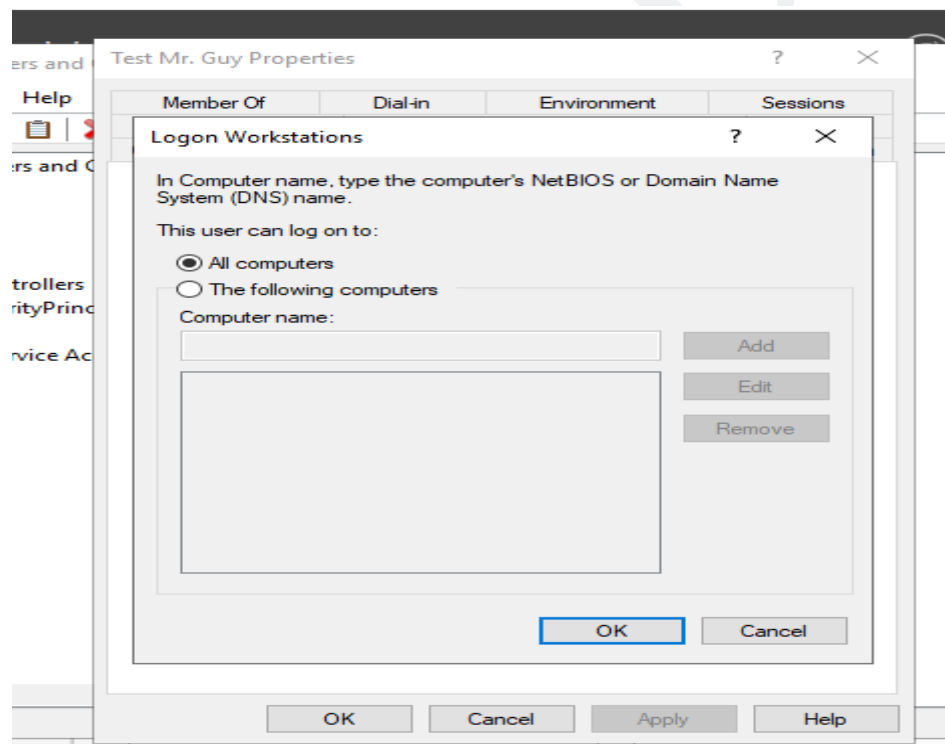 ers and
Test Mr. Guy Properties ?
Help
Member Of Dial-in Environment Sessions
Logon Workstations ?
ers and C
In Computer name, type the computer's NetBIOS or Domain Name
System (DNS) name.
This user can log on to:
All computers
trollers
The following computers
rityPrinc
Computer name:
Add
rvice Ac
Edit
Remove
OK Cancel
OK Cancel Apply Help